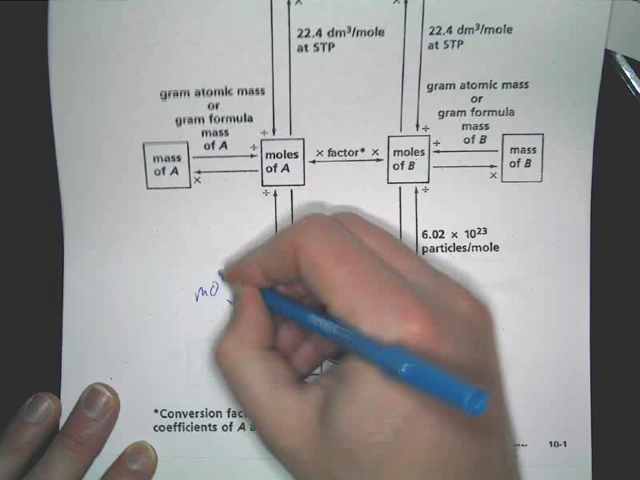 22.4 dm³/mole
at STP
22.4 dm³/mole
at STP
gram atomic mass
or
gram formula
mass
of A
gram atomic mass
or
gram formula
mass
of B
÷
÷
÷
÷
mass
of A
×
moles
of A
× factor* ×
moles
of B
×
mass
of B
÷
÷
6.02 × 10²³
particles/mole
mo
*Conversion
coefficients of A
10-1